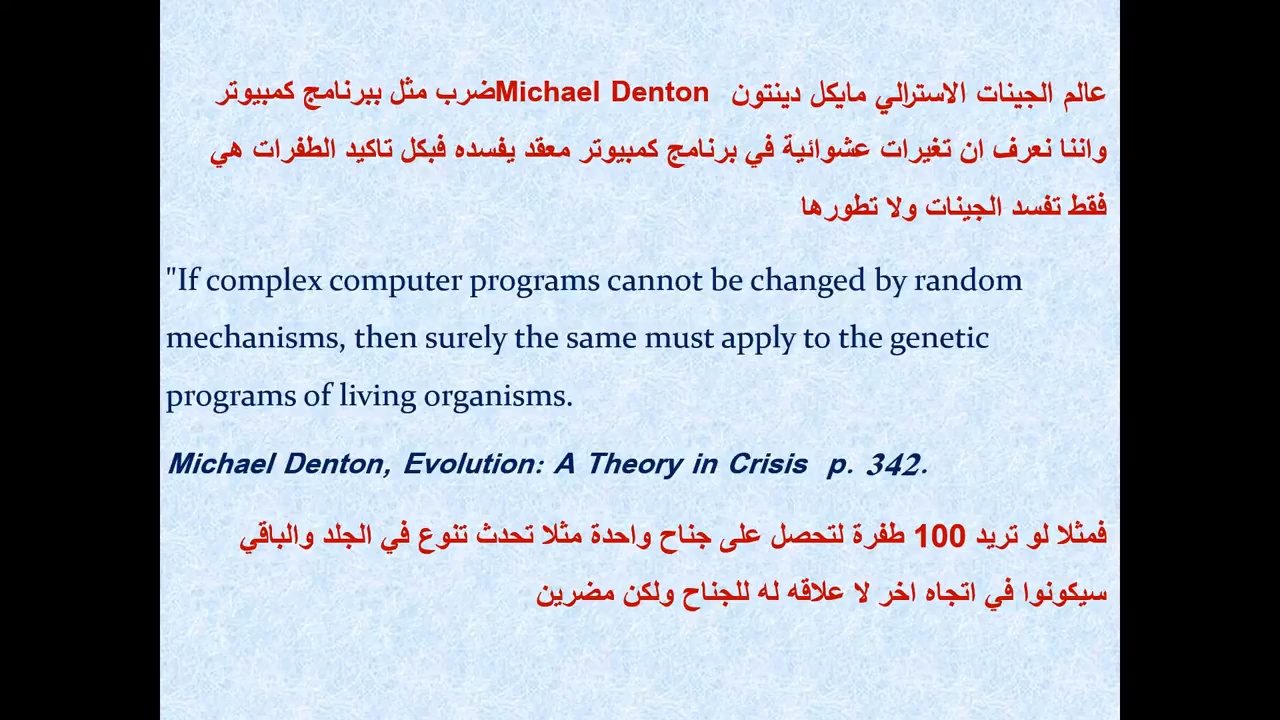 عالم الجينات الاسترالي مايكل دينتون Michael Dentonضرب مثل ببرنامج كمبيوتر
واننا نعرف ان تغيرات عشوائية في برنامج كمبيوتر معقد يفسده فبكل تاكيد الطفرات هي
فقط تفسد الجينات ولا تطورها
"If complex computer programs cannot be changed by random
mechanisms, then surely the same must apply to the genetic
programs of living organisms.
Michael Denton, Evolution: A Theory in Crisis p. 342.
فمثلا لو تريد 100 طفرة لتحصل على جناح واحدة مثلا تحدث تنوع في الجلد والباقي
سيكونوا في اتجاه اخر لا علاقه له للجناح ولكن مضرين